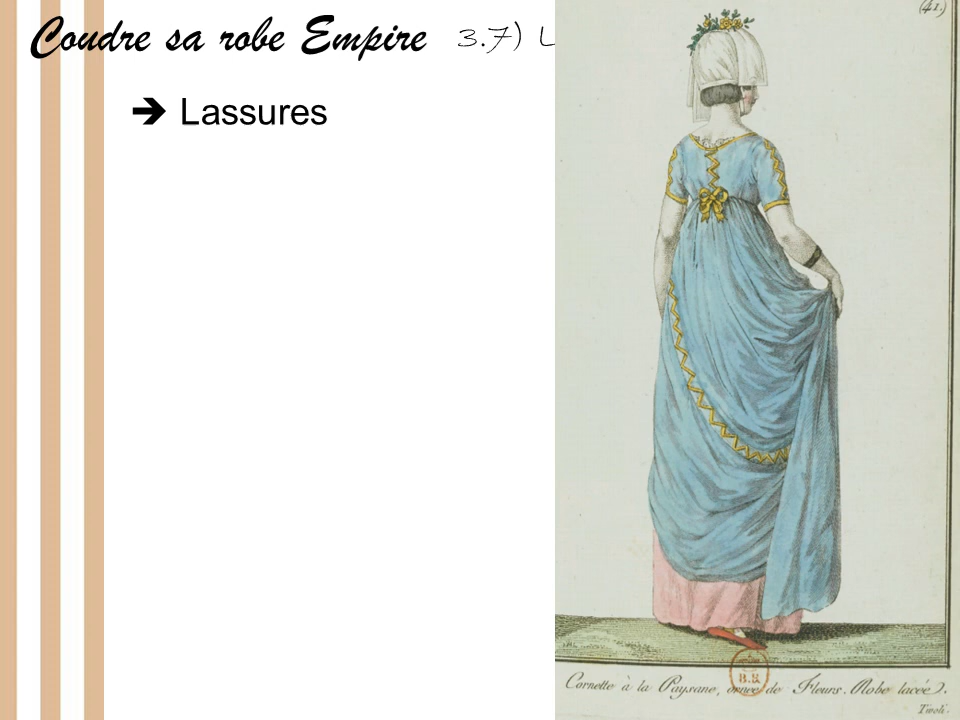 Coudre sa robe Empire 3.7) L
➔ Lassures
(41.)
B.S.
Cornette à la Paysane, ornée de Fleurs. Robe lacée.
Tivoli.